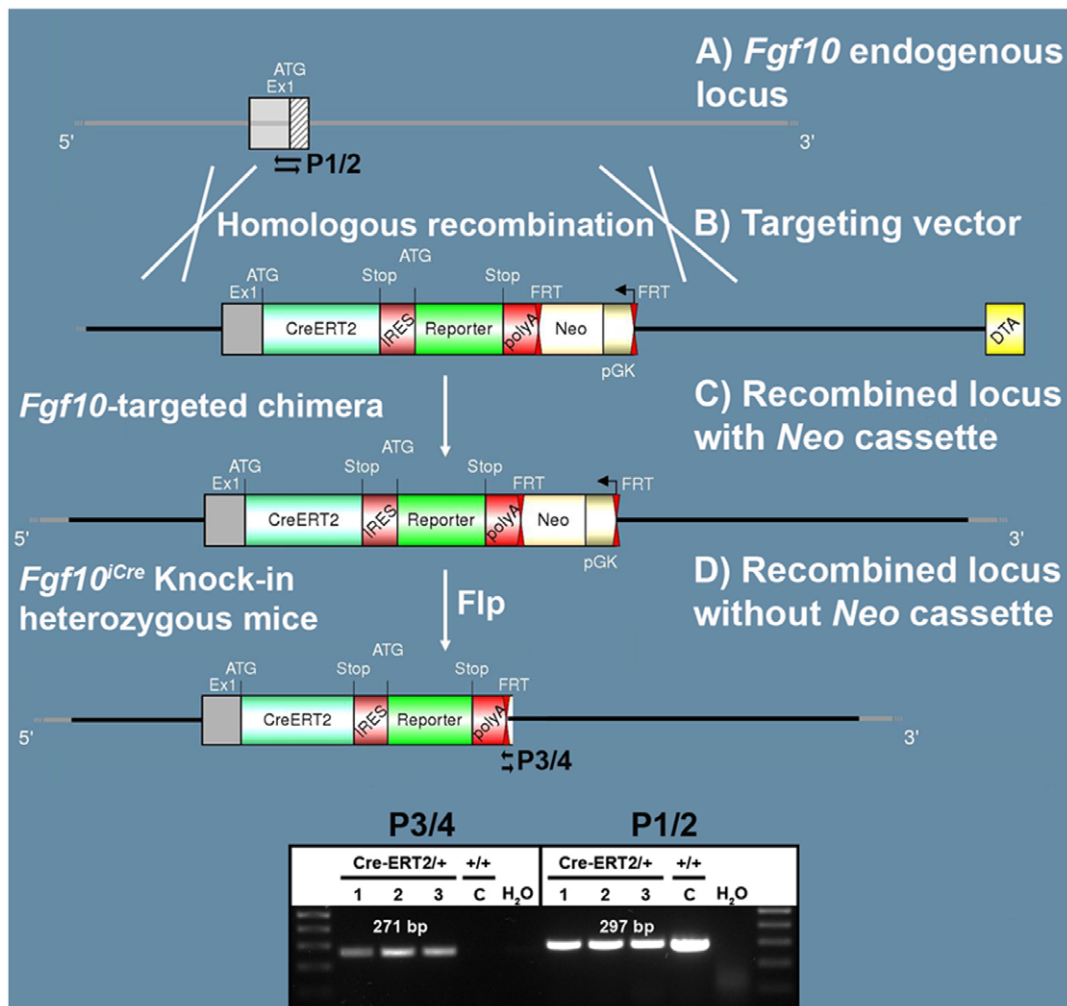 A) Fgf10 endogenous
locus
ATG
Ex1
5'
3'
P1/2
Homologous recombination
B) Targeting vector
ATG
Ex1
ATG
Stop
Stop
FRT
FRT
CreERT2
IRES
Reporter
polyA
Neo
pGK
DTA
Fgf10-targeted chimera
C) Recombined locus
with Neo cassette
ATG
Ex1
ATG
Stop
Stop
FRT
FRT
CreERT2
IRES
Reporter
polyA
Neo
pGK
5'
3'
Fgf10iCre Knock-in
heterozygous mice
Flp
D) Recombined locus
without Neo cassette
ATG
Ex1
ATG
Stop
Stop
FRT
CreERT2
IRES
Reporter
polyA
5'
3'
P3/4
P3/4 P1/2
Cre-ERT2/+ +/+ Cre-ERT2/+ +/+
1 2 3 C H2O 1 2 3 C H2O
271 bp 297 bp